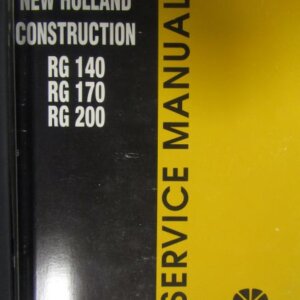 NEW HOLLAND
CONSTRUCTION
RG 140
RG 170
RG 200
SERVICE MANUAL